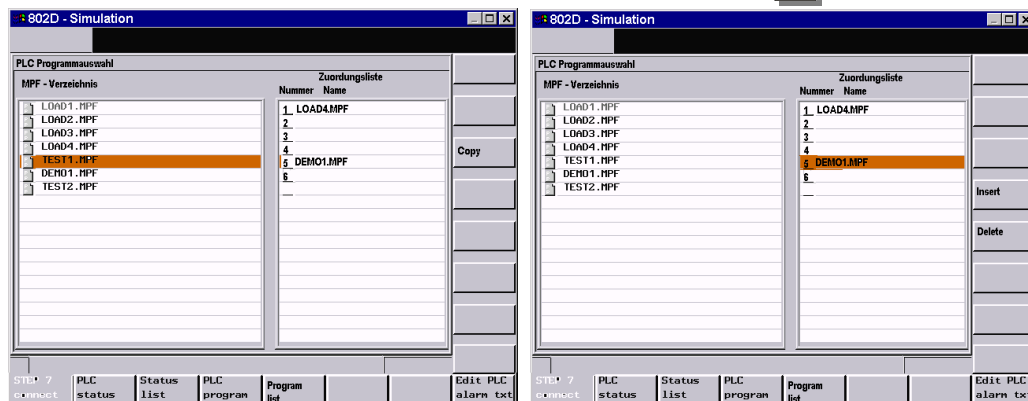 802D - Simulation
PLC Programmauswahl
MPF - Verzeichnis
Zuordungsliste
Nummer Name
LOAD1.MPF
LOAD2.MPF
LOAD3.MPF
LOAD4.MPF
TEST1.MPF
DEMO1.MPF
TEST2.MPF
1 LOAD4.MPF
2
3
4
5 DEMO1.MPF
6
Copy
STEP 7 connect
PLC status
Status list
PLC program
Program list
Edit PLC alarm txt
802D - Simulation
PLC Programmauswahl
MPF - Verzeichnis
Zuordungsliste
Nummer Name
LOAD1.MPF
LOAD2.MPF
LOAD3.MPF
LOAD4.MPF
TEST1.MPF
DEMO1.MPF
TEST2.MPF
1 LOAD4.MPF
2
3
4
5 DEMO1.MPF
6
Insert
Delete
STEP 7 connect
PLC status
Status list
PLC program
Program list
Edit PLC alarm tx